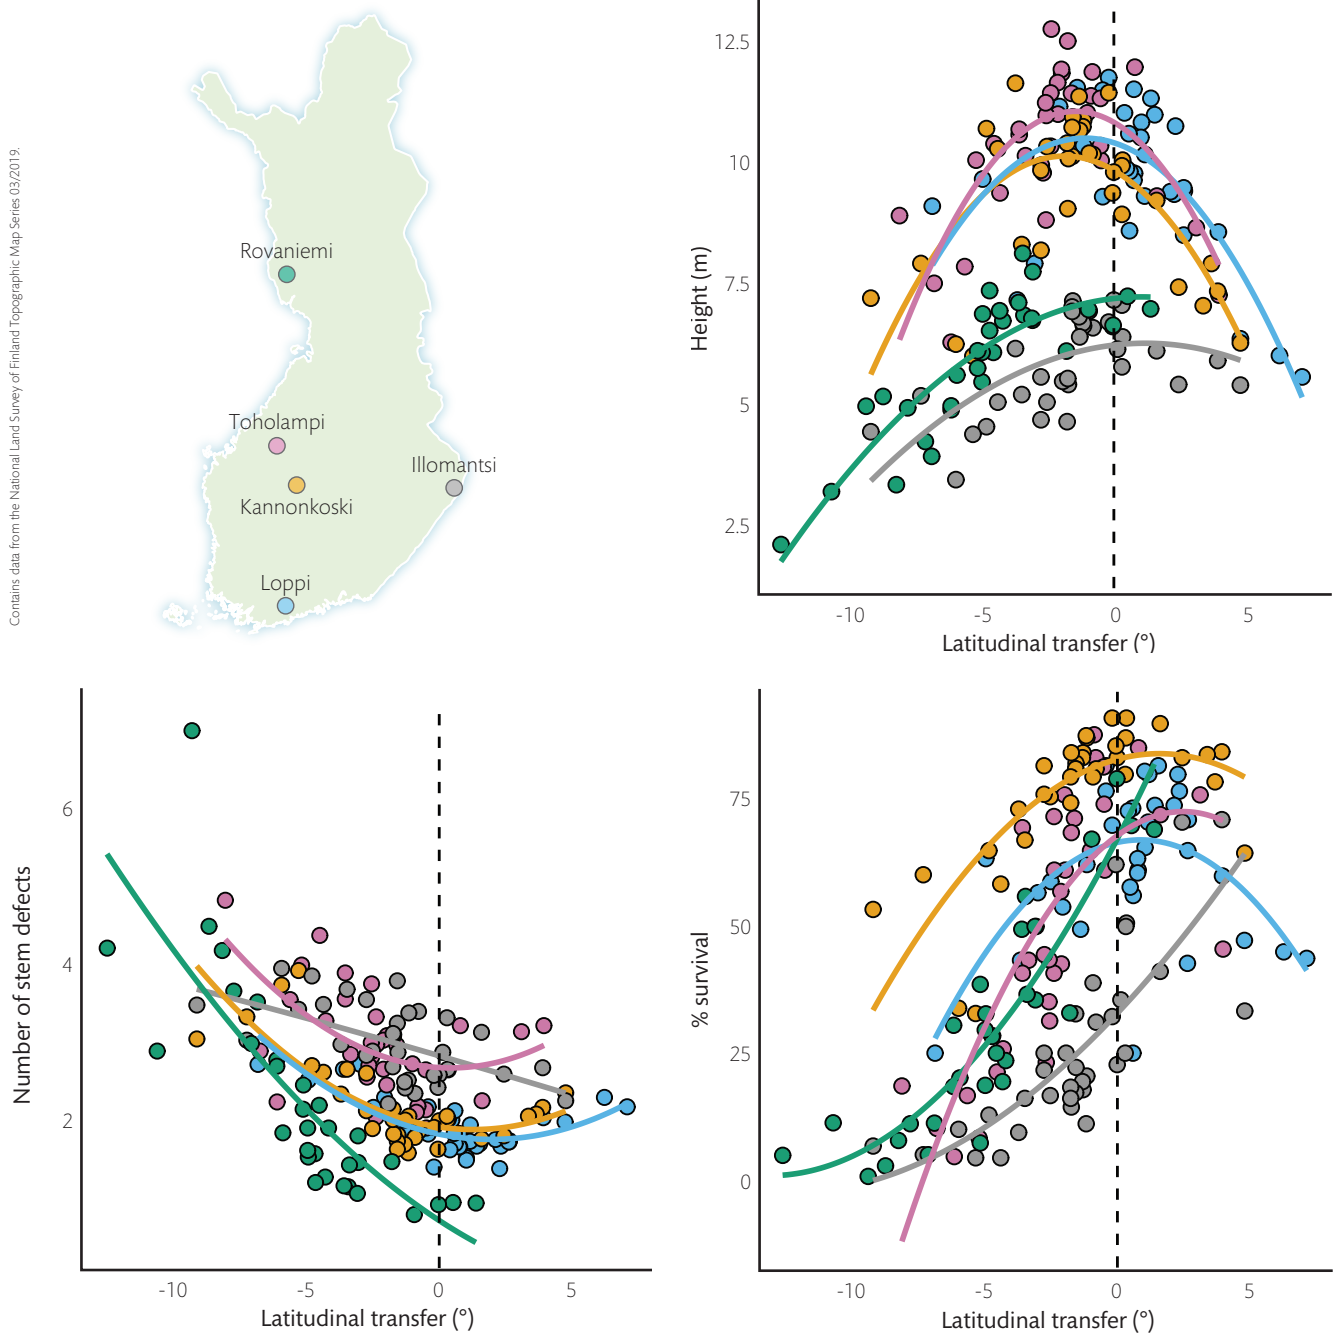 Contains data from the National Land Survey of Finland Topographic Map Series 03/2019.
Rovaniemi
Toholampi
Illomantsi
Kannonkoski
Loppi
Height (m)
12.5
10
7.5
5
2.5
-10 -5 0 5
Latitudinal transfer (°)
Number of stem defects
6
4
2
-10 -5 0 5
Latitudinal transfer (°)
% survival
75
50
25
0
-10 -5 0 5
Latitudinal transfer (°)